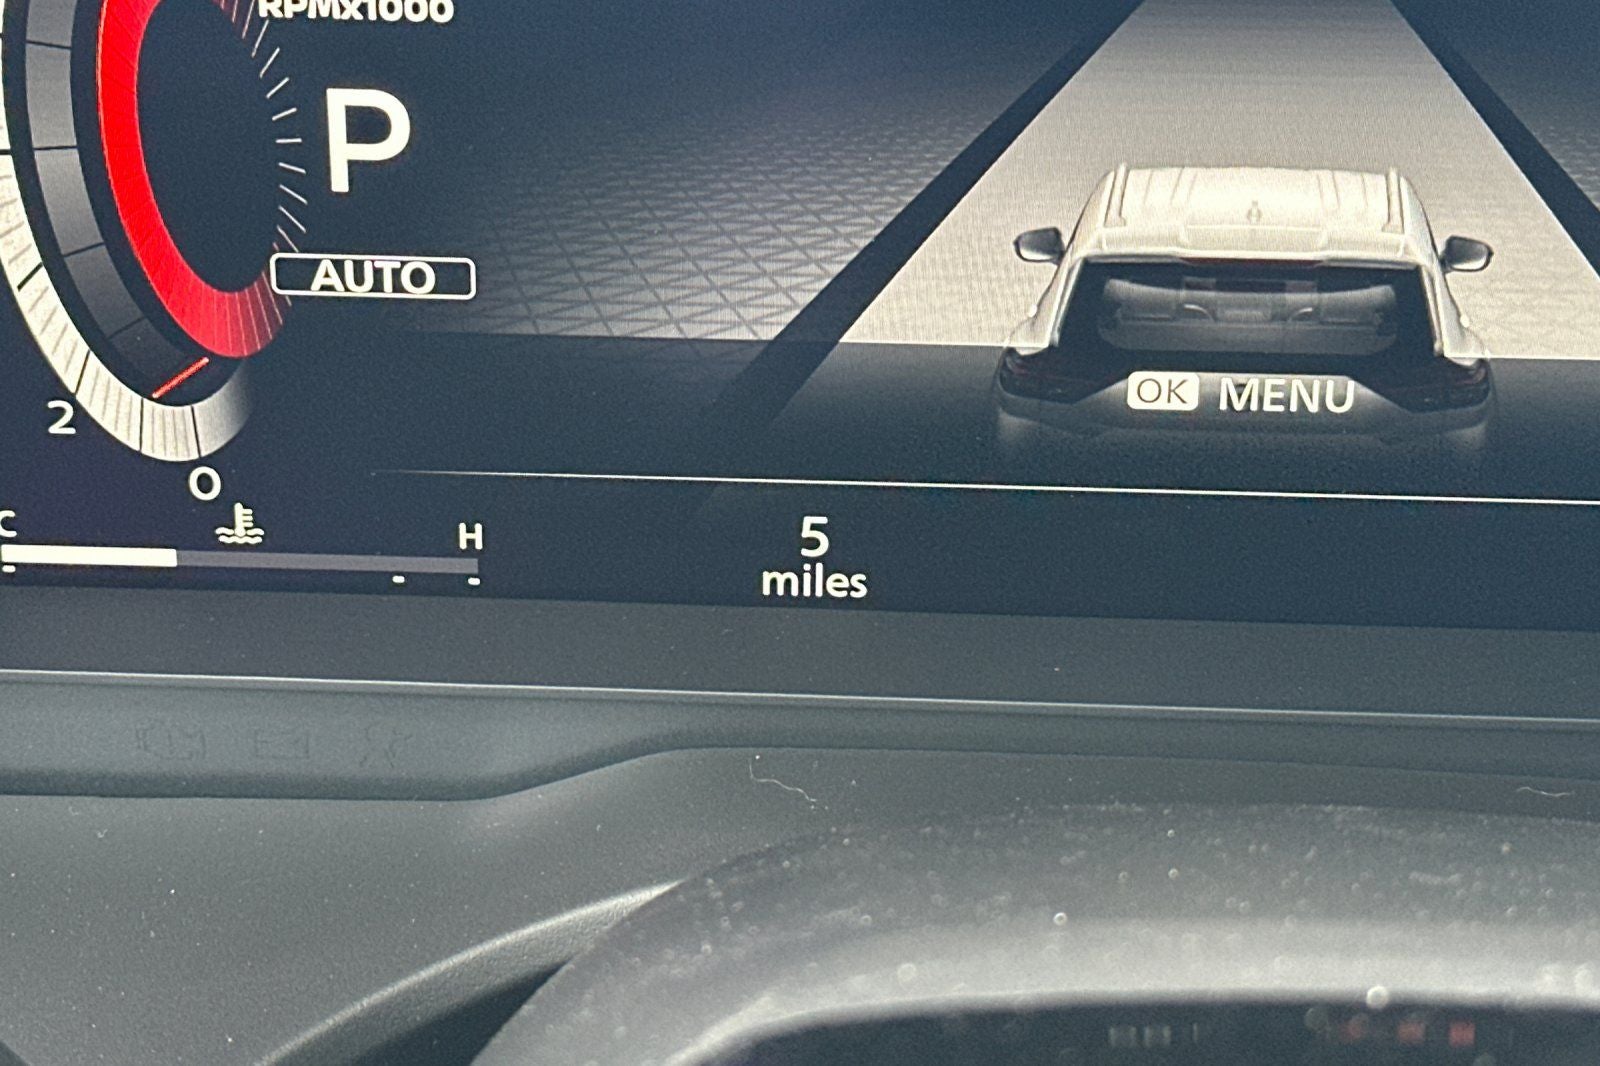 RPMx1000
P
AUTO
OK MENU
2
0
C H
5
miles